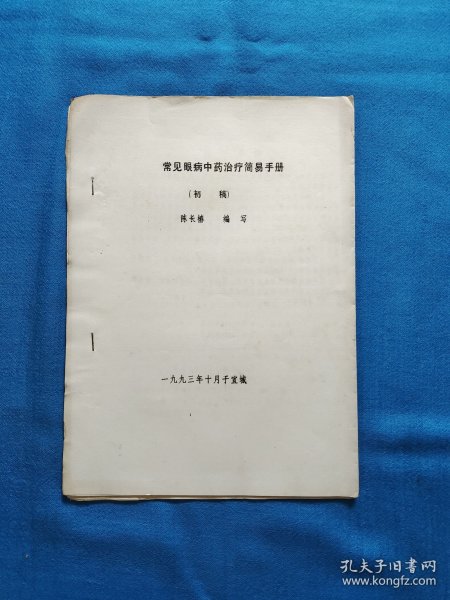 常见眼病中药治疗简易手册
(初 稿)
陈长椿 编 写
一九九三年十月于宣城
孔夫子旧书网
www.kongfz.com